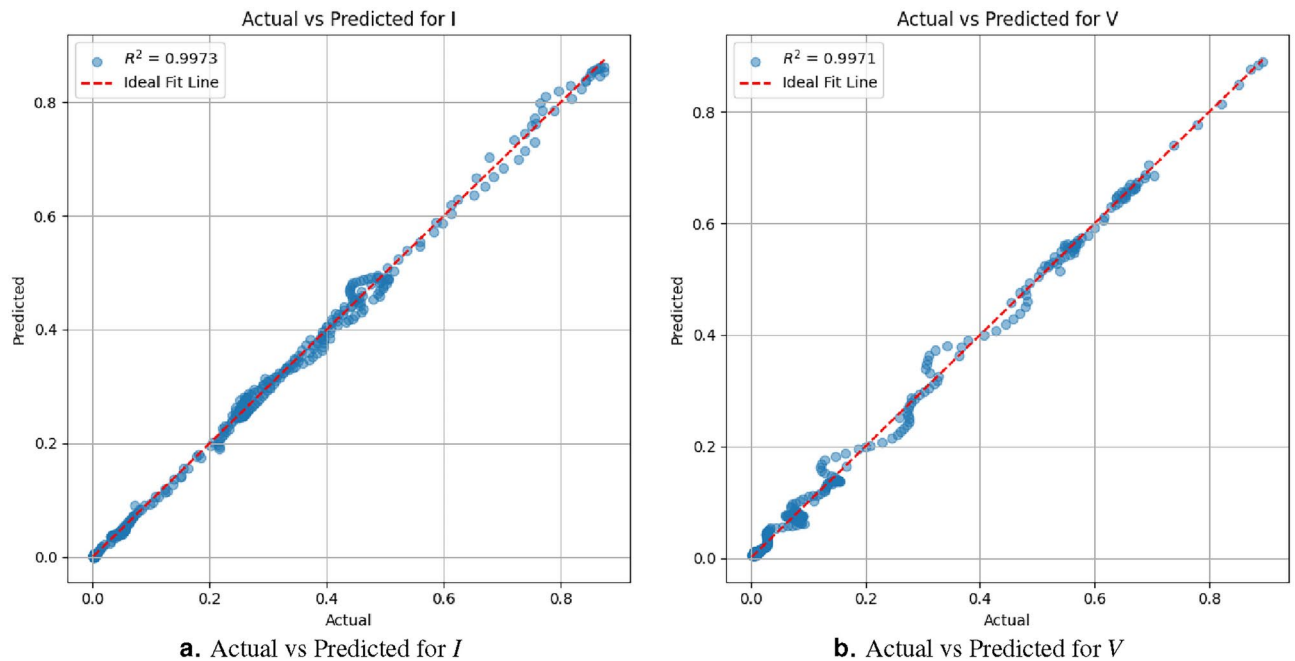 Actual vs Predicted for I
R² = 0.9973
Ideal Fit Line
0.8
0.6
0.4
0.2
0.0
Predicted
0.0 0.2 0.4 0.6 0.8
Actual
a. Actual vs Predicted for I
Actual vs Predicted for V
R² = 0.9971
Ideal Fit Line
0.8
0.6
0.4
0.2
0.0
Predicted
0.0 0.2 0.4 0.6 0.8
Actual
b. Actual vs Predicted for V